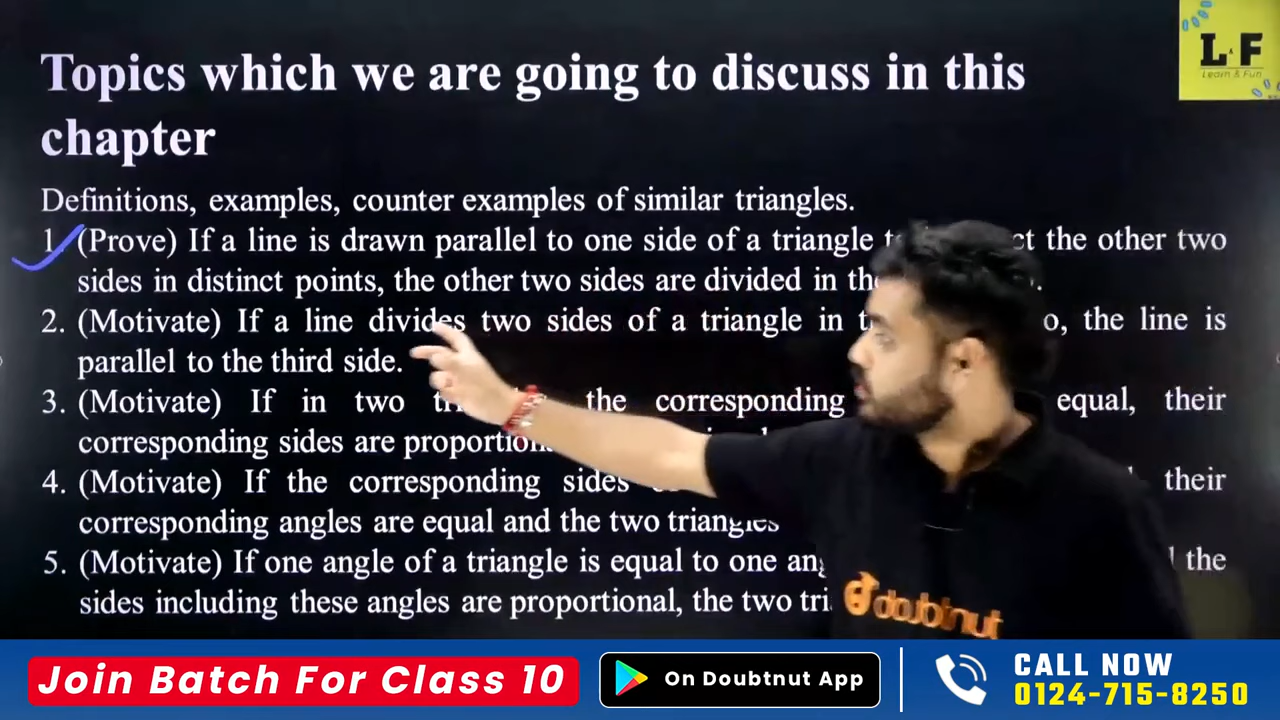 Topics which we are going to discuss in this
chapter
L&F
Learn & Fun
Definitions, examples, counter examples of similar triangles.
1. (Prove) If a line is drawn parallel to one side of a triangle the other two
sides in distinct points, the other two sides are divided in
2. (Motivate) If a line divides two sides of a triangle in the line is
parallel to the third side.
3. (Motivate) If in two the corresponding equal, their
corresponding sides are
4. (Motivate) If the corresponding sides their
corresponding angles are equal and the two triangles
5. (Motivate) If one angle of a triangle is equal to one the
sides including these angles are proportional, the two
doubtnut
Join Batch For Class 10
On Doubtnut App
CALL NOW
0124-715-8250